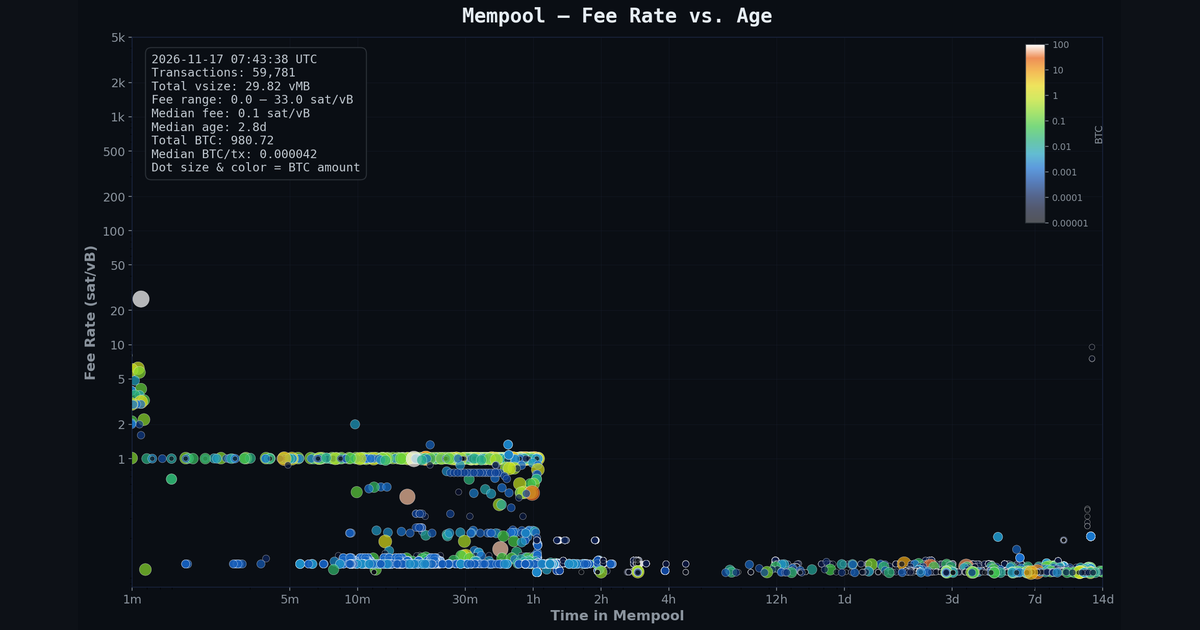 Mempool — Fee Rate vs. Age
2026-11-17 07:43:38 UTC
Transactions: 59,781
Total vsize: 29.82 vMB
Fee range: 0.0 – 33.0 sat/vB
Median fee: 0.1 sat/vB
Median age: 2.8d
Total BTC: 980.72
Median BTC/tx: 0.000042
Dot size & color = BTC amount
100
10
1
0.1
0.01
0.001
0.0001
0.00001
BTC
Fee Rate (sat/vB)
5k
2k
1k
500
200
100
50
20
10
5
2
1
1m
5m
10m
30m
1h
2h
4h
12h
1d
3d
7d
14d
Time in Mempool